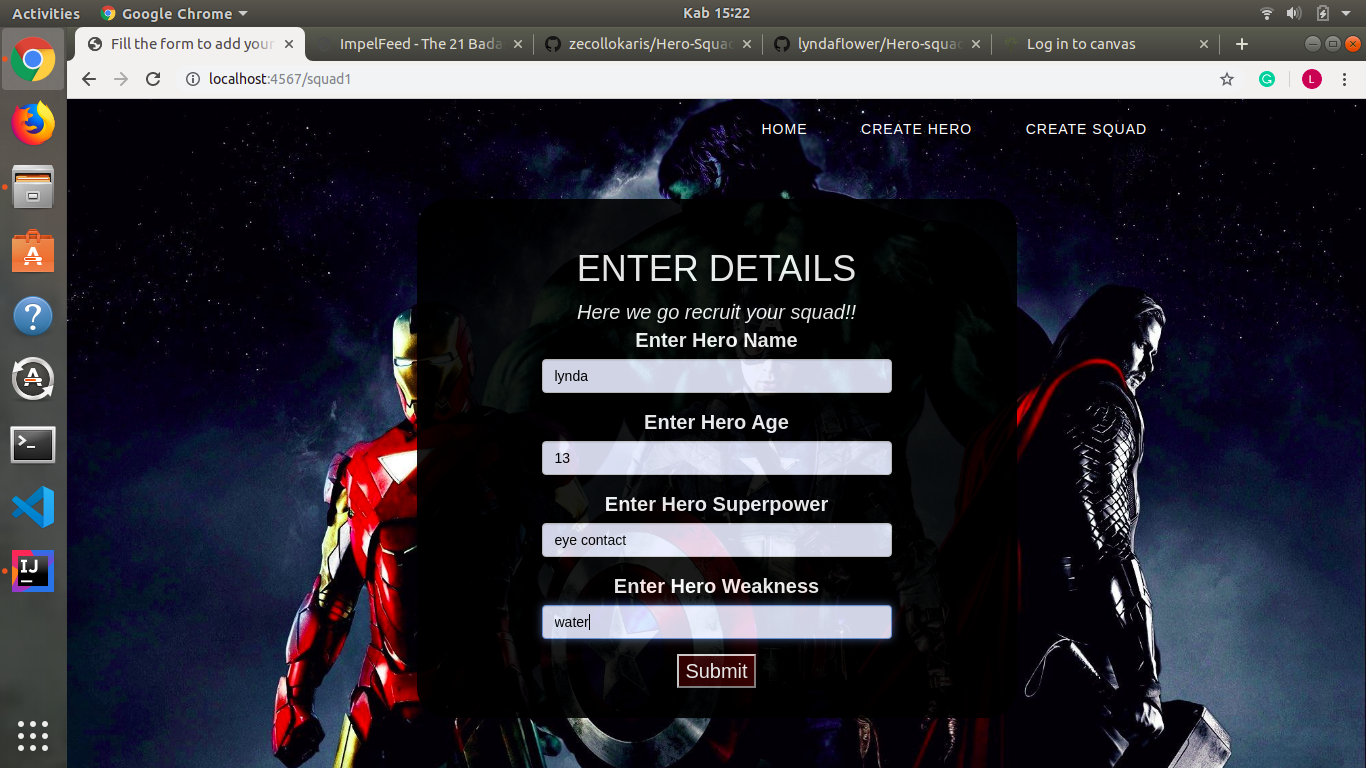 Activities
Google Chrome
Kab 15:22
Fill the form to add your
ImpelFeed - The 21 Bada
zecollokaris/Hero-Squad
lyndaflower/Hero-squad
Log in to canvas
localhost:4567/squad1
L
HOME
CREATE HERO
CREATE SQUAD
ENTER DETAILS
Here we go recruit your squad!!
Enter Hero Name
lynda
Enter Hero Age
13
Enter Hero Superpower
eye contact
Enter Hero Weakness
water
Submit
IJ